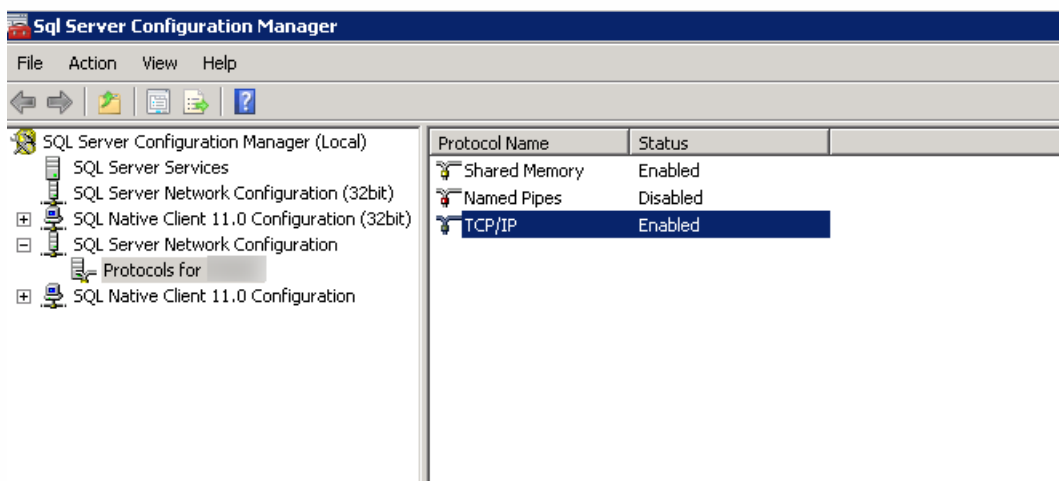 Sql Server Configuration Manager
File Action View Help
SQL Server Configuration Manager (Local)
SQL Server Services
SQL Server Network Configuration (32bit)
SQL Native Client 11.0 Configuration (32bit)
SQL Server Network Configuration
Protocols for
SQL Native Client 11.0 Configuration
Protocol Name Status
Shared Memory Enabled
Named Pipes Disabled
TCP/IP Enabled